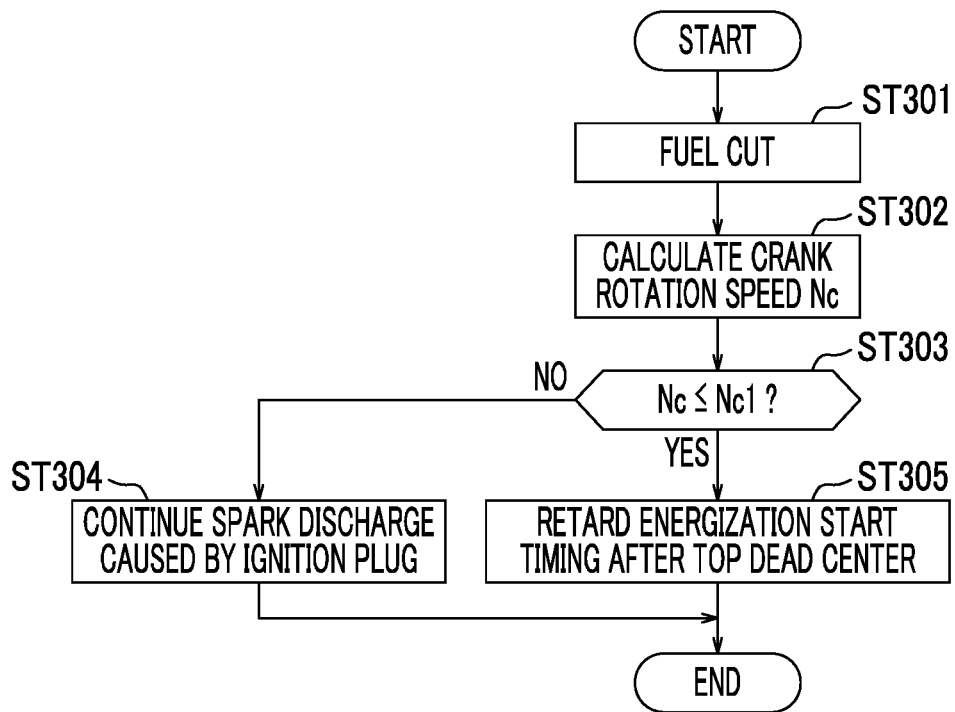 START
ST301
FUEL CUT
ST302
CALCULATE CRANK
ROTATION SPEED Nc
ST303
Nc ≦ Nc1 ?
NO
YES
ST304
CONTINUE SPARK DISCHARGE
CAUSED BY IGNITION PLUG
ST305
RETARD ENERGIZATION START
TIMING AFTER TOP DEAD CENTER
END